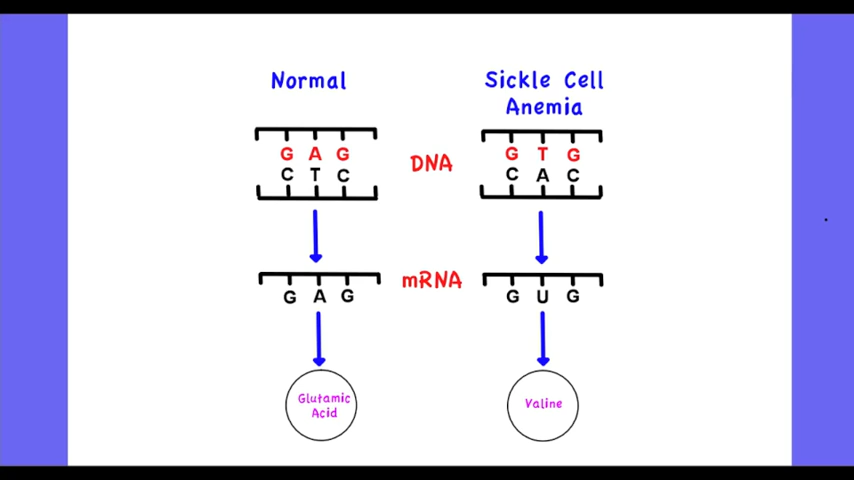 Normal
Sickle Cell
Anemia
G A G
C T C
DNA
G T G
C A C
G A G
mRNA
G U G
Glutamic
Acid
Valine